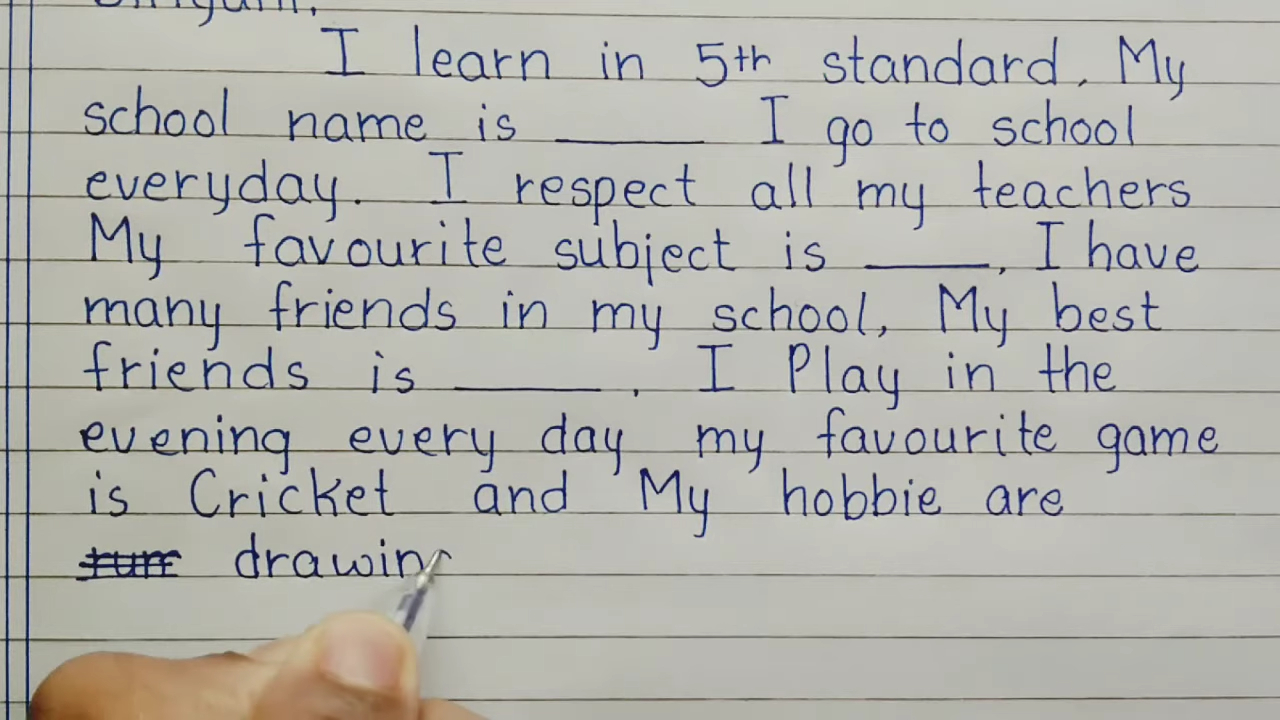 I learn in 5th standard. My
school name is _____ I go to school
everyday. I respect all my teachers
My favourite subject is _____. I have
many friends in my school, My best
friends is _____. I Play in the
evening every day my favourite game
is Cricket and My hobbie are
drawin